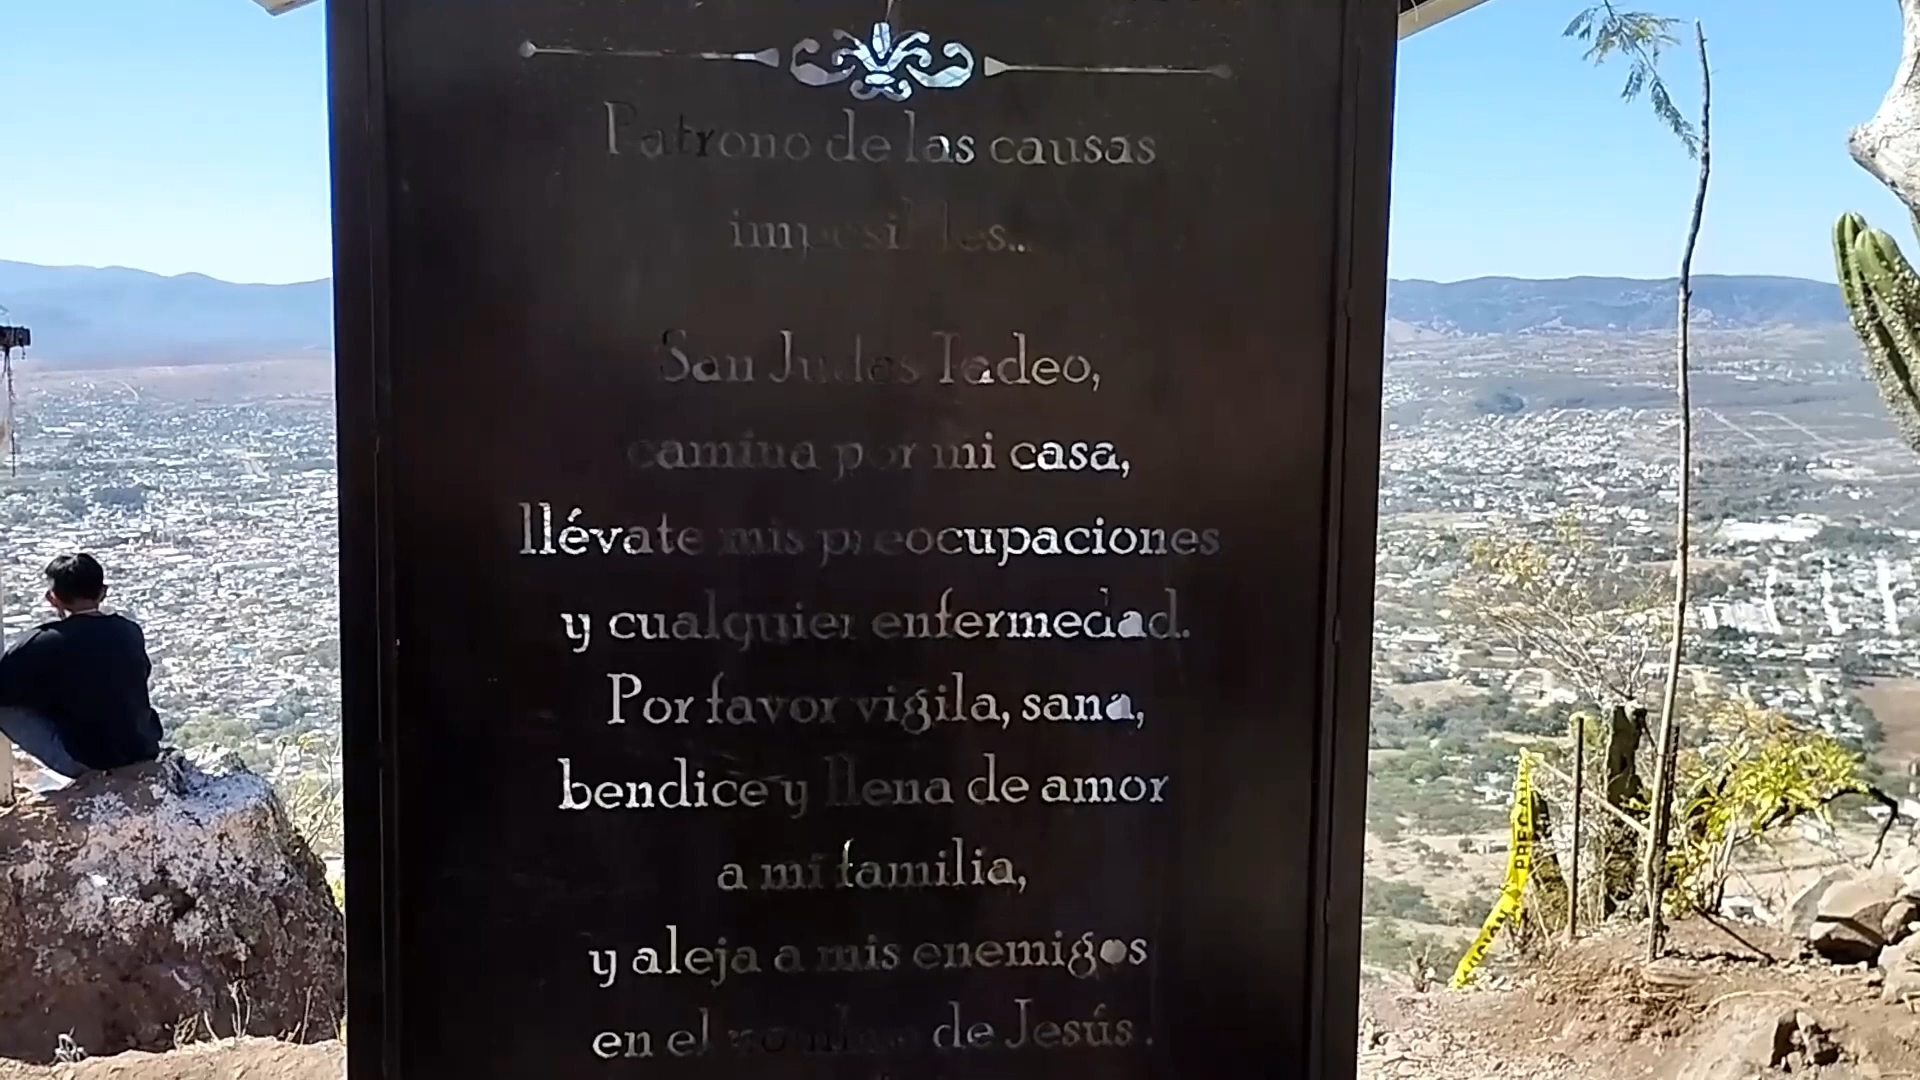 Patrono de las causas
imposibles...
San Judas Tadeo,
camina por mi casa,
llévate mis preocupaciones
y cualquier enfermedad.
Por favor vigila, sana,
bendice y llena de amor
a mi familia,
y aleja a mis enemigos
en el nombre de Jesús.